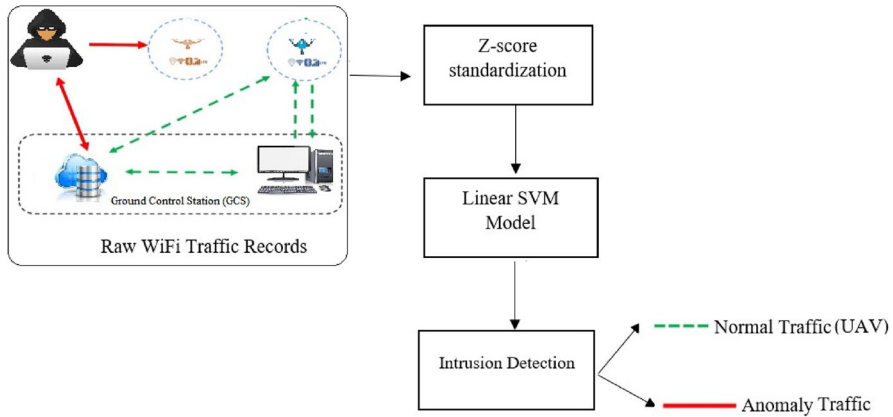 Ground Control Station (GCS)
Raw WiFi Traffic Records
Z-score
standardization
Linear SVM
Model
Intrusion Detection
Normal Traffic (UAV)
Anomaly Traffic